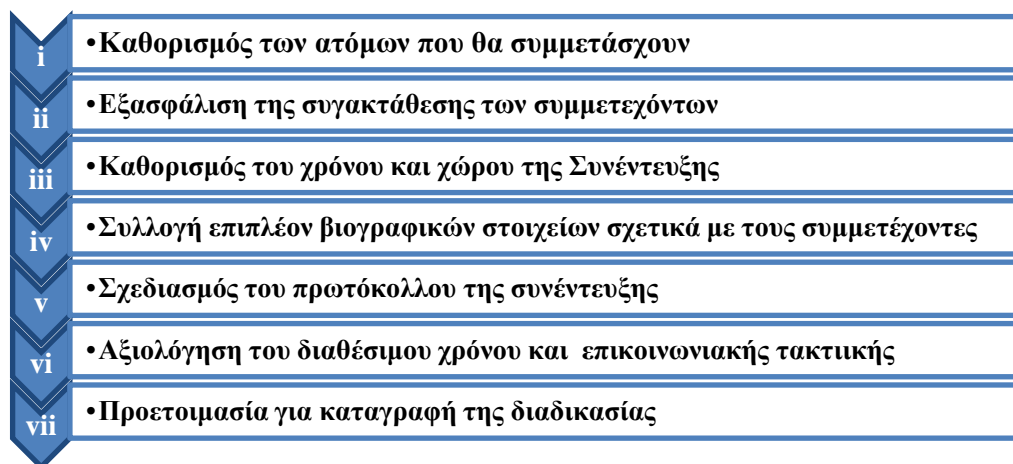 i •Καθορισμός των ατόμων που θα συμμετάσχουν
ii •Εξασφάλιση της συγακτάθεσης των συμμετεχόντων
iii •Καθορισμός του χρόνου και χώρου της Συνέντευξης
iv •Συλλογή επιπλέον βιογραφικών στοιχείων σχετικά με τους συμμετέχοντες
v •Σχεδιασμός του πρωτόκολλου της συνέντευξης
vi •Αξιολόγηση του διαθέσιμου χρόνου και επικοινωνιακής τακτιικής
vii •Προετοιμασία για καταγραφή της διαδικασίας